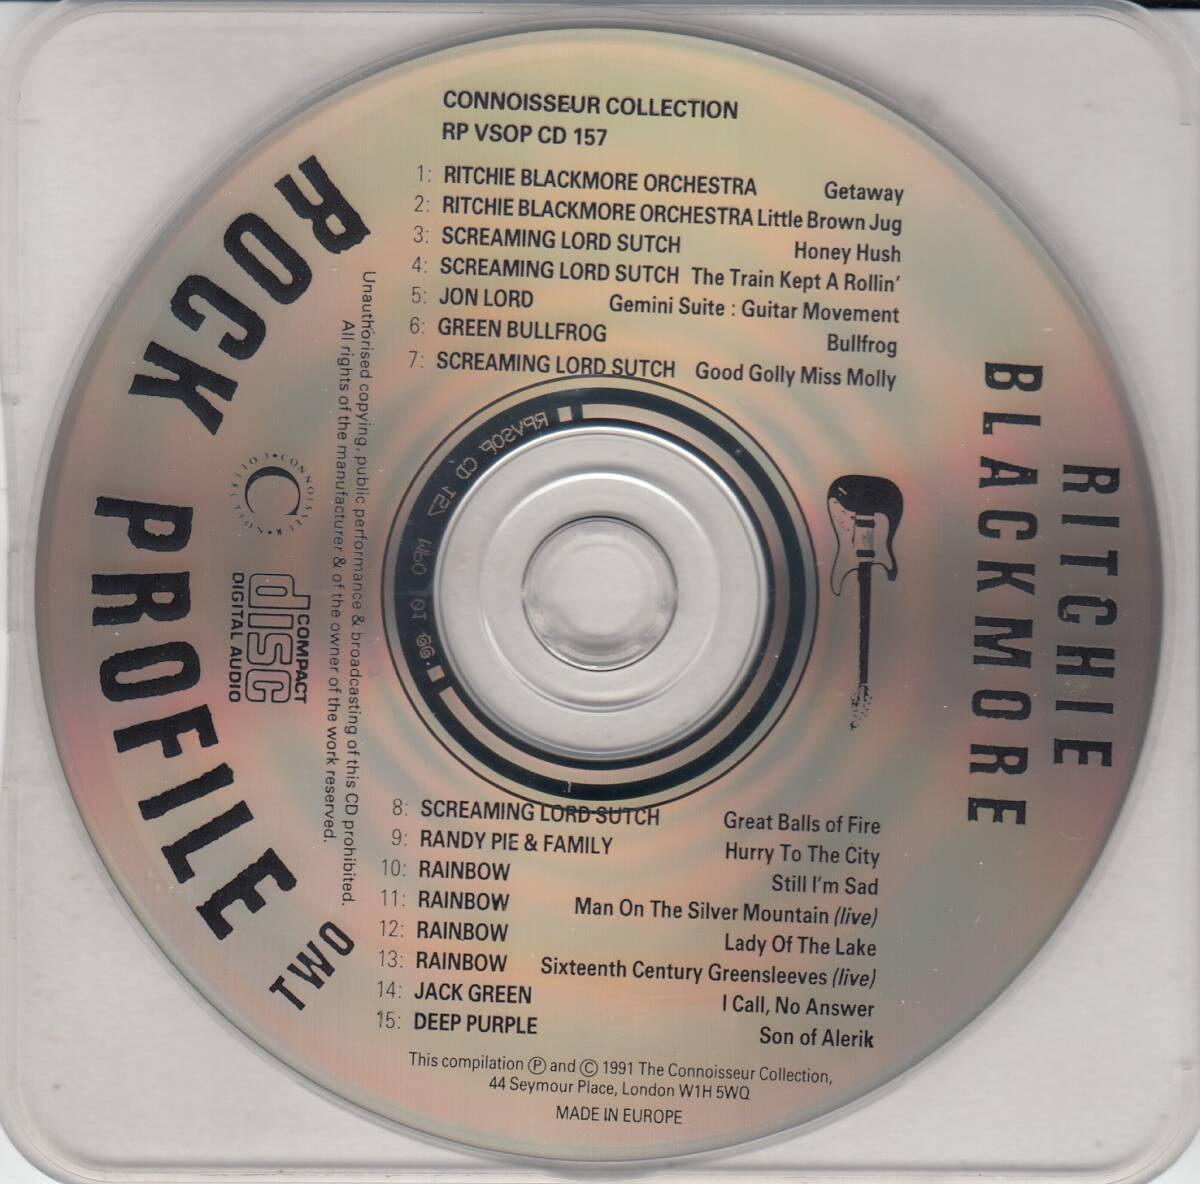 CONNOISSEUR COLLECTION
RP VSOP CD 157
1: RITCHIE BLACKMORE ORCHESTRA Getaway
2: RITCHIE BLACKMORE ORCHESTRA Little Brown Jug
3: SCREAMING LORD SUTCH Honey Hush
4: SCREAMING LORD SUTCH The Train Kept A Rollin'
5: JON LORD Gemini Suite : Guitar Movement
6: GREEN BULLFROG Bullfrog
7: SCREAMING LORD SUTCH Good Golly Miss Molly
ROCK PROFILE TWO
Unauthorised copying, public performance & broadcasting of this CD prohibited.
All rights of the manufacturer & of the owner of the work reserved.
CONNOISSEUR • COLLECTION •
COMPACT
disc
DIGITAL AUDIO
RPVSOP CD 157
RITCHIE
BLACKMORE
8: SCREAMING LORD SUTCH Great Balls of Fire
9: RANDY PIE & FAMILY Hurry To The City
10: RAINBOW Still I'm Sad
11: RAINBOW Man On The Silver Mountain (live)
12: RAINBOW Lady Of The Lake
13: RAINBOW Sixteenth Century Greensleeves (live)
14: JACK GREEN I Call, No Answer
15: DEEP PURPLE Son of Alerik
This compilation Ⓟ and © 1991 The Connoisseur Collection,
44 Seymour Place, London W1H 5WQ
MADE IN EUROPE